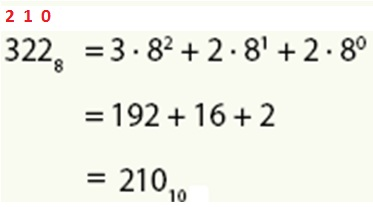 2 1 0
322₈ = 3 · 8² + 2 · 8¹ + 2 · 8⁰
= 192 + 16 + 2
= 210₁₀